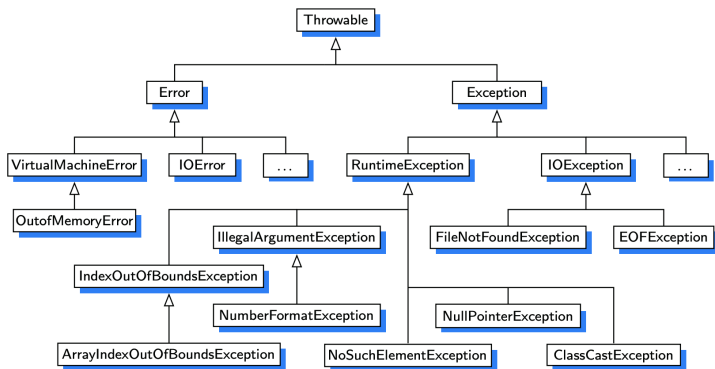 Throwable
Error
Exception
VirtualMachineError
IOError
...
RuntimeException
IOException
...
OutofMemoryError
IllegalArgumentException
FileNotFoundException
EOFException
IndexOutOfBoundsException
NumberFormatException
NullPointerException
ArrayIndexOutOfBoundsException
NoSuchElementException
ClassCastException